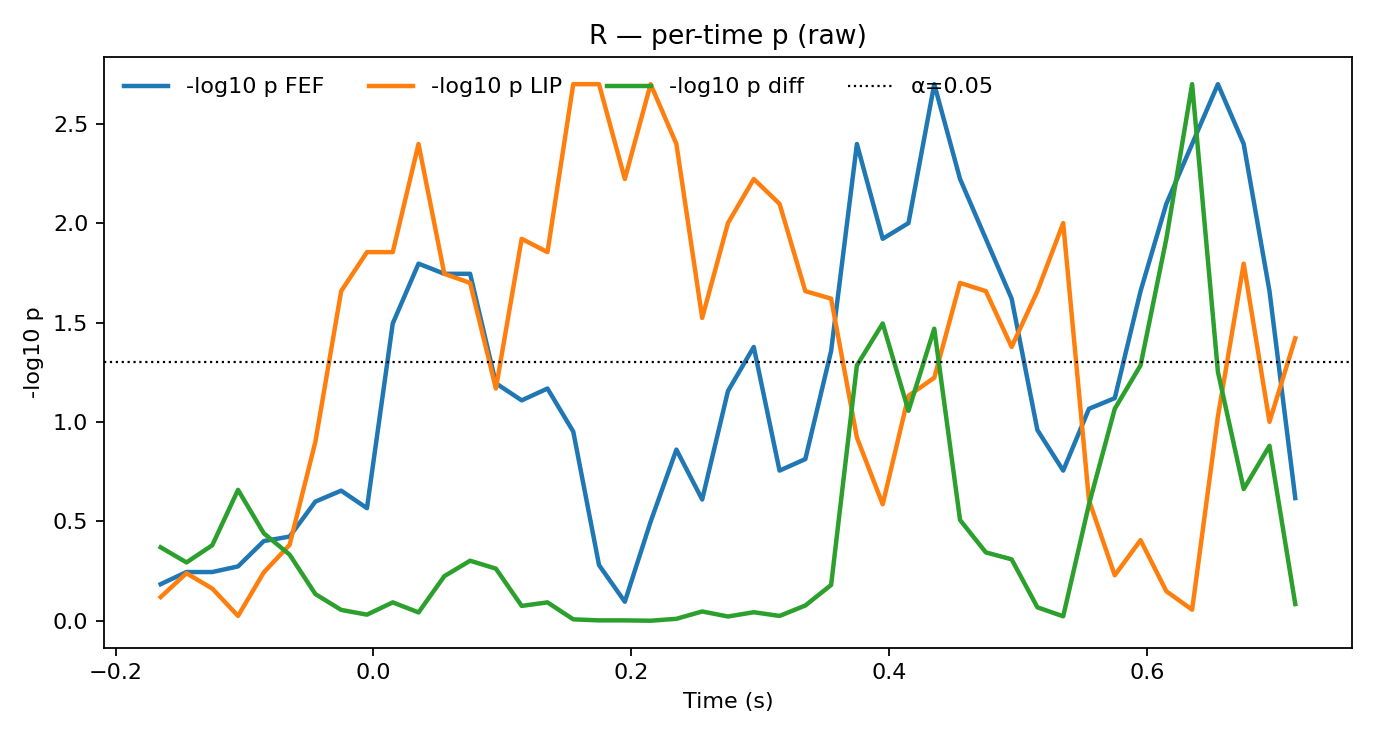 R — per-time p (raw)
-log10 p FEF -log10 p LIP -log10 p diff α=0.05
2.5
2.0
1.5
1.0
0.5
0.0
-log10 p
−0.2 0.0 0.2 0.4 0.6
Time (s)